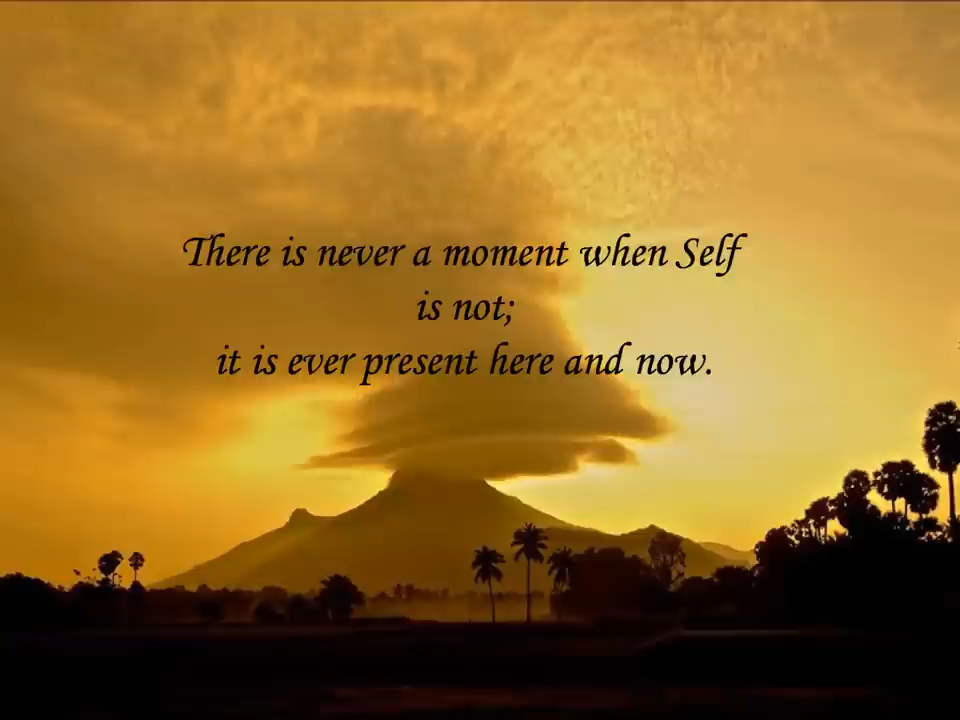 There is never a moment when Self
is not;
it is ever present here and now.